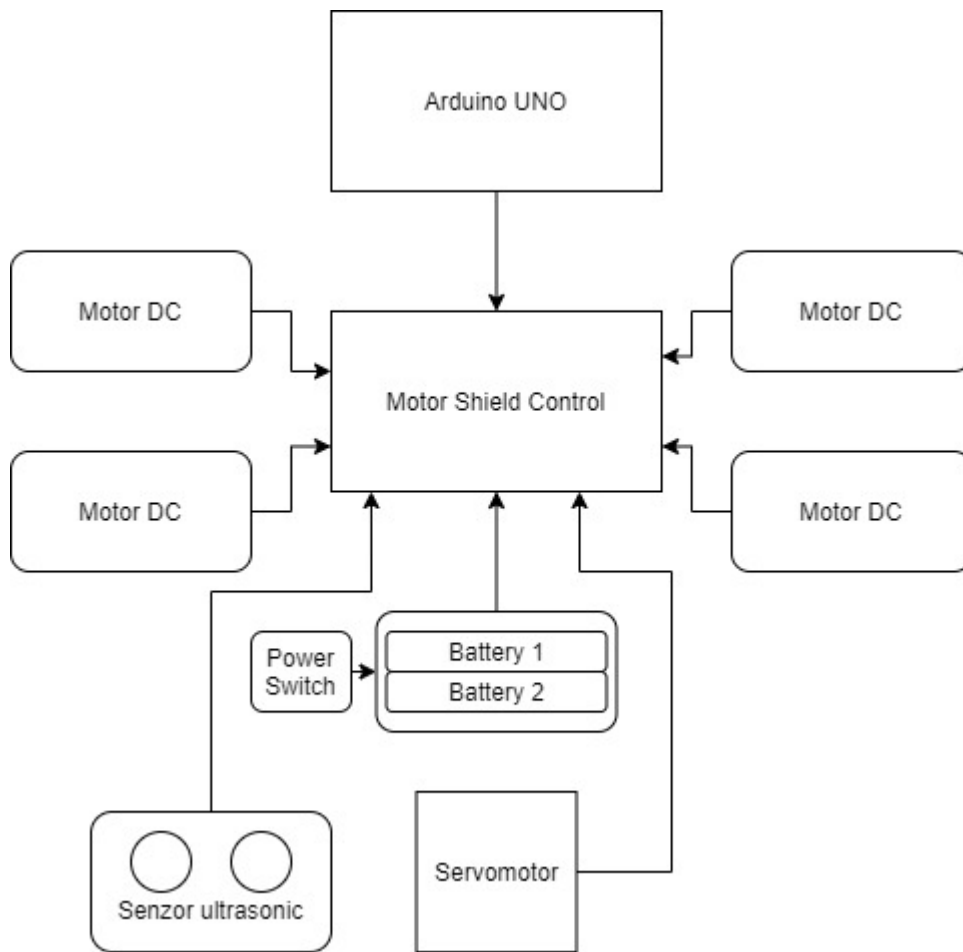 Arduino UNO
Motor DC
Motor DC
Motor Shield Control
Motor DC
Motor DC
Power
Switch
Battery 1
Battery 2
Senzor ultrasonic
Servomotor